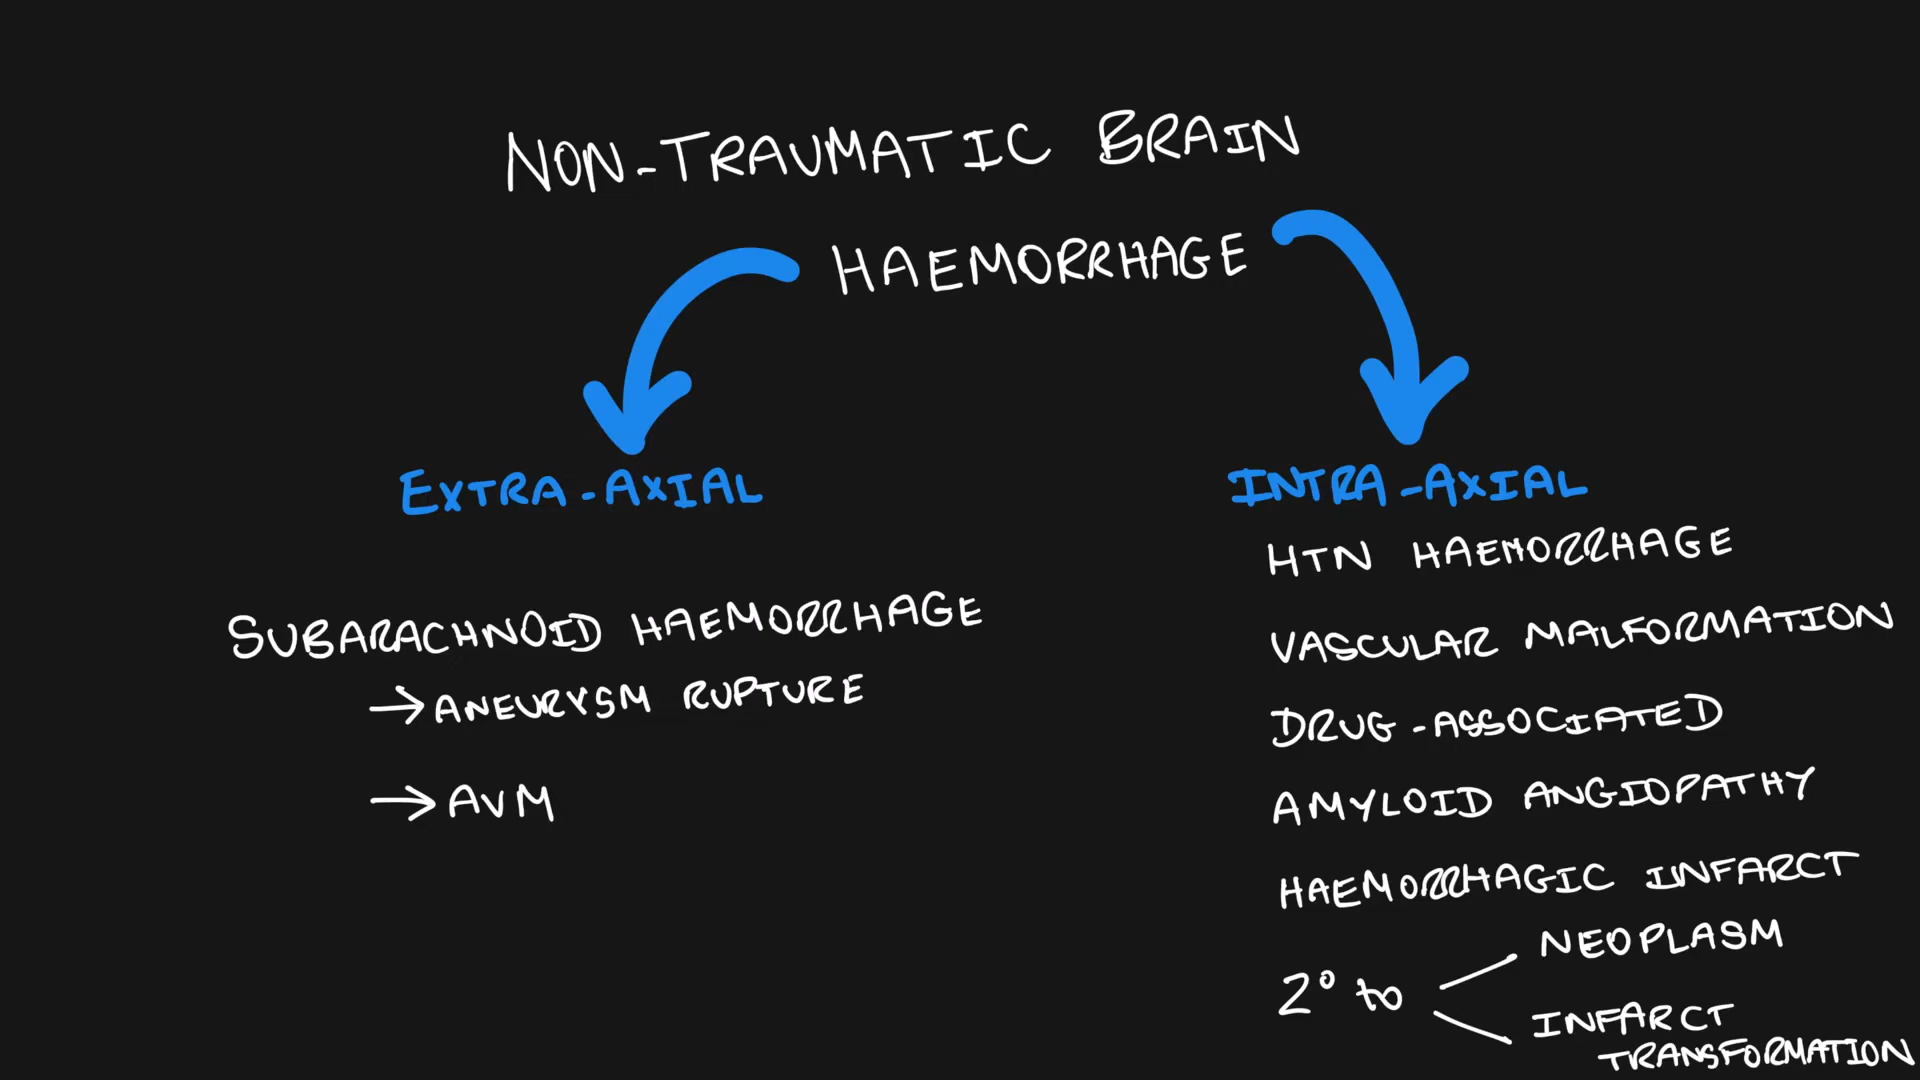 NON-TRAUMATIC BRAIN
HAEMORRHAGE
EXTRA-AXIAL
SUBARACHNOID HAEMORRHAGE
→ ANEURYSM RUPTURE
→ AVM
INTRA-AXIAL
HTN HAEMORRHAGE
VASCULAR MALFORMATION
DRUG-ASSOCIATED
AMYLOID ANGIOPATHY
HAEMORRHAGIC INFARCT
2° to
NEOPLASM
INFARCT
TRANSFORMATION